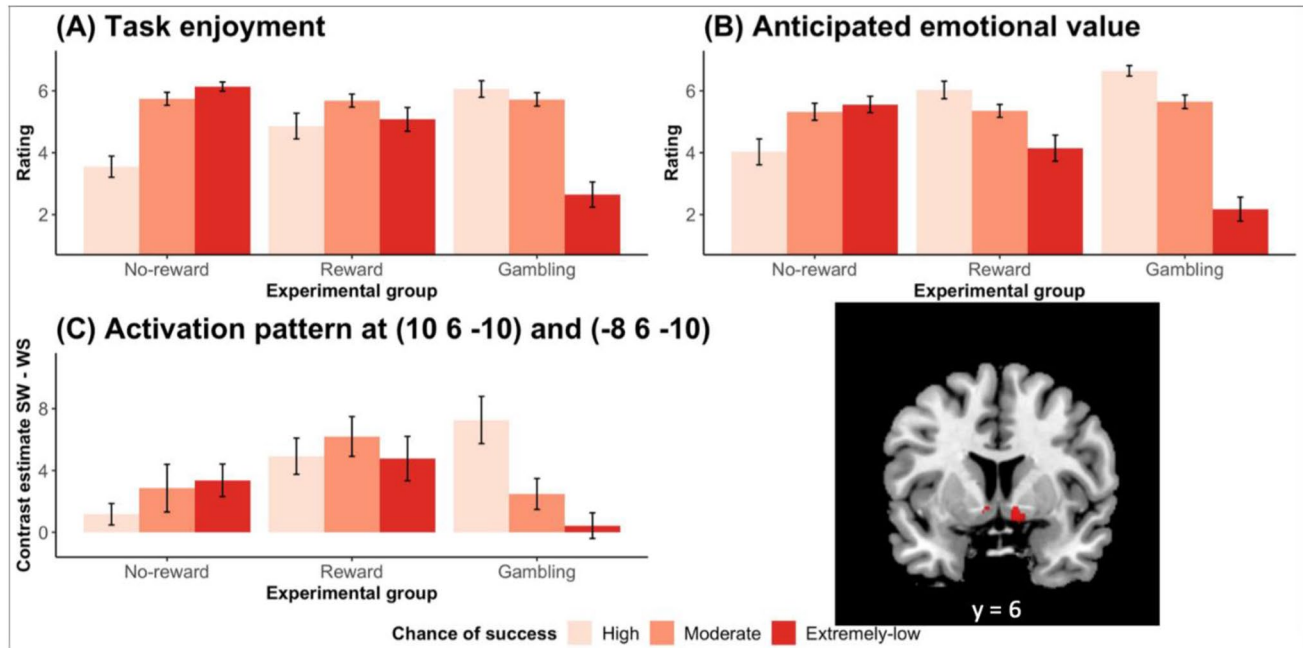 (A) Task enjoyment
Rating
6
4
2
No-reward
Reward
Gambling
Experimental group
(B) Anticipated emotional value
Rating
6
4
2
No-reward
Reward
Gambling
Experimental group
(C) Activation pattern at (10 6 -10) and (-8 6 -10)
Contrast estimate SW - WS
8
4
0
No-reward
Reward
Gambling
Experimental group
y = 6
Chance of success High Moderate Extremely-low